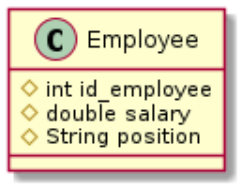 C Employee
int id_employee
double salary
String position